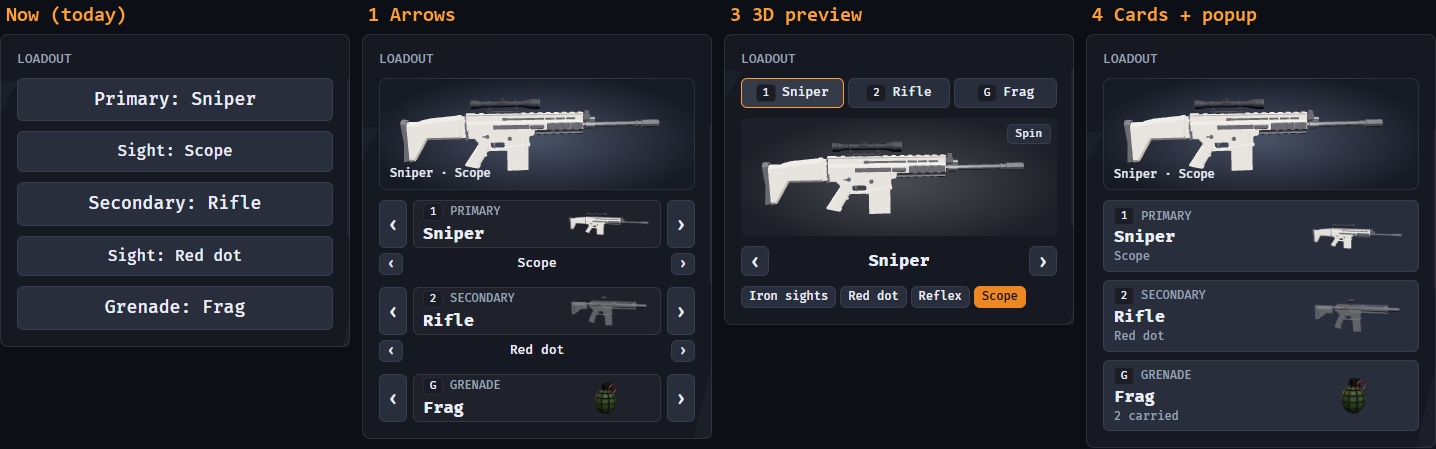 Now (today)
LOADOUT
Primary: Sniper
Sight: Scope
Secondary: Rifle
Sight: Red dot
Grenade: Frag
1 Arrows
LOADOUT
Sniper · Scope
‹
1 PRIMARY
Sniper
›
‹ Scope ›
‹
2 SECONDARY
Rifle
›
‹ Red dot ›
‹
G GRENADE
Frag
›
3 3D preview
LOADOUT
1 Sniper
2 Rifle
G Frag
Spin
‹ Sniper ›
Iron sights
Red dot
Reflex
Scope
4 Cards + popup
LOADOUT
Sniper · Scope
1 PRIMARY
Sniper
Scope
2 SECONDARY
Rifle
Red dot
G GRENADE
Frag
2 carried